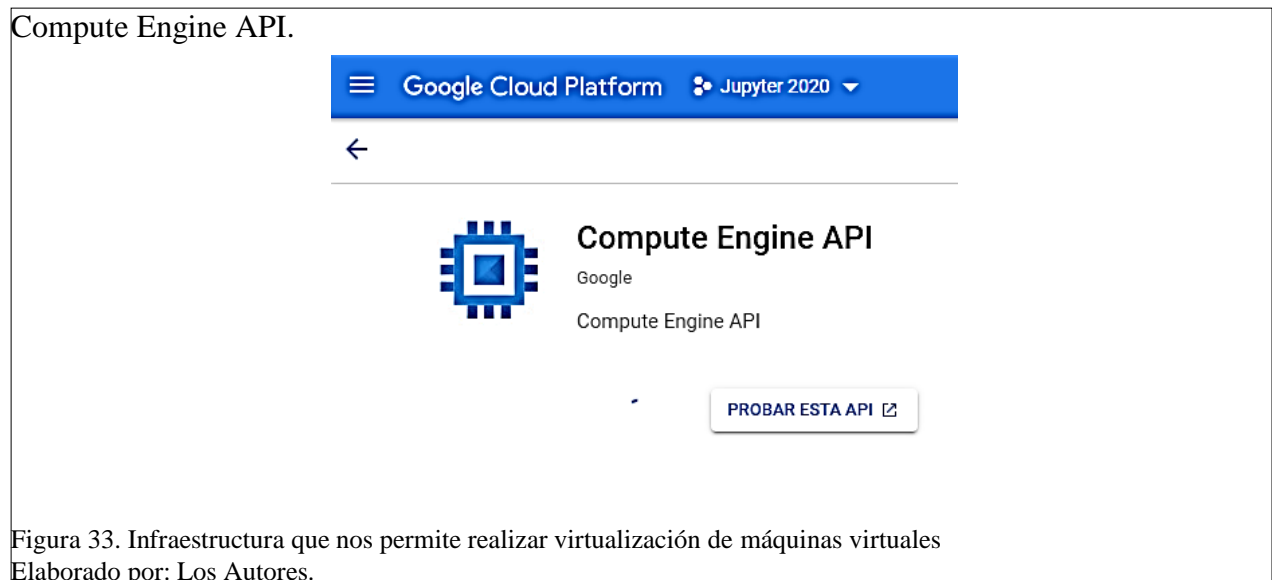 Compute Engine API.
Google Cloud Platform Jupyter 2020
Compute Engine API
Google
Compute Engine API
PROBAR ESTA API
Figura 33. Infraestructura que nos permite realizar virtualización de máquinas virtuales
Elaborado por: Los Autores.